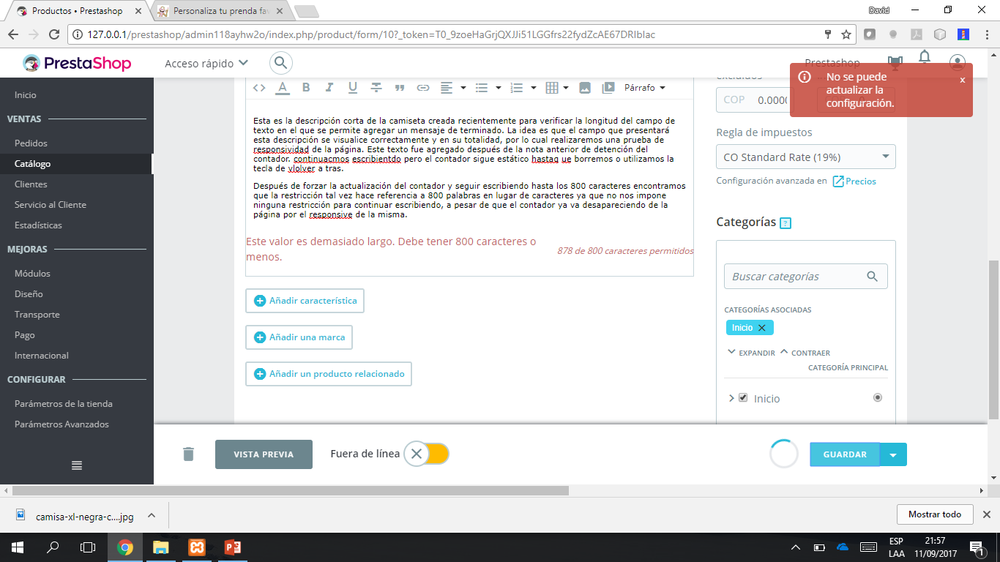 Productos • Prestashop
Personaliza tu prenda fav
David
127.0.0.1/prestashop/admin118ayhw2o/index.php/product/form/10?_token=T0_9zoeHaGrjQXJJi51LGGfrs22fydZcAE67DRIblac
PrestaShop
Acceso rápido
Prestashop
No se puede
actualizar la
configuración.
x
Inicio
VENTAS
Pedidos
Catálogo
Clientes
Servicio al Cliente
Estadísticas
MEJORAS
Módulos
Diseño
Transporte
Pago
Internacional
CONFIGURAR
Parámetros de la tienda
Parámetros Avanzados
A B I U
Párrafo
Esta es la descripción corta de la camiseta creada recientemente para verificar la longitud del campo de
texto en el que se permite agregar un mensaje de terminado. La idea es que el campo que presentará
esta descripción se visualice correctamente y en su totalidad, por lo cual realizaremos una prueba de
responsividad de la página. Este texto fue agregado después de la nota anterior de detención del
contador. continuacmos escribientdo pero el contador sigue estático hastaq ue borremos o utilizamos la
tecla de vlolver a tras.
Después de forzar la actualización del contador y seguir escribiendo hasta los 800 caracteres encontramos
que la restricción tal vez hace referencia a 800 palabras en lugar de caracteres ya que no nos impone
ninguna restricción para continuar escribiendo, a pesar de que el contador ya va desapareciendo de la
página por el responsive de la misma.
Este valor es demasiado largo. Debe tener 800 caracteres o
menos.
878 de 800 caracteres permitidos
Añadir característica
Añadir una marca
Añadir un producto relacionado
excluidos
COP 0.000
Regla de impuestos
CO Standard Rate (19%)
Configuración avanzada en Precios
Categorías ?
Buscar categorías
CATEGORÍAS ASOCIADAS
Inicio
EXPANDIR CONTRAER
CATEGORÍA PRINCIPAL
Inicio
VISTA PREVIA
Fuera de línea
GUARDAR
camisa-xl-negra-c....jpg
Mostrar todo
ESP
LAA
21:57
11/09/2017
1